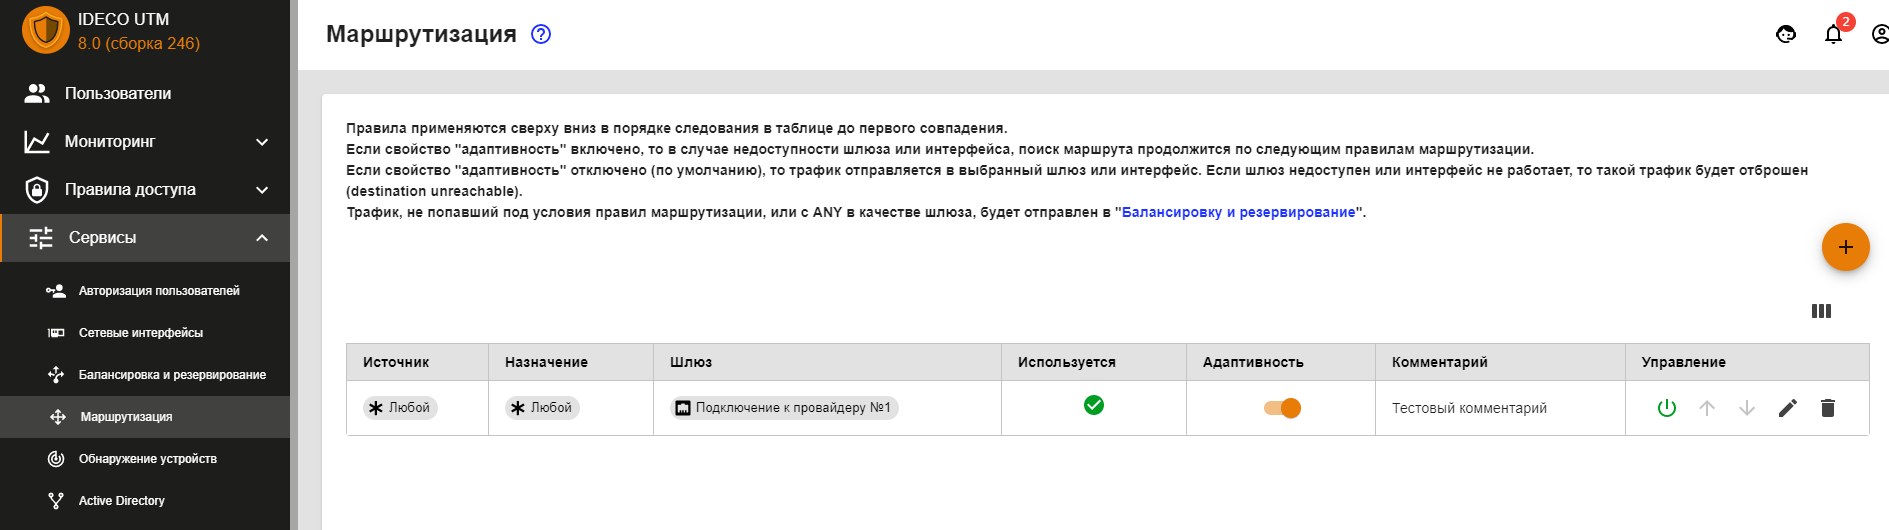 IDECO UTM
8.0 (сборка 246)
Пользователи
Мониторинг
Правила доступа
Сервисы
Авторизация пользователей
Сетевые интерфейсы
Балансировка и резервирование
Маршрутизация
Обнаружение устройств
Active Directory
Маршрутизация
2
Правила применяются сверху вниз в порядке следования в таблице до первого совпадения.
Если свойство "адаптивность" включено, то в случае недоступности шлюза или интерфейса, поиск маршрута продолжится по следующим правилам маршрутизации.
Если свойство "адаптивность" отключено (по умолчанию), то трафик отправляется в выбранный шлюз или интерфейс. Если шлюз недоступен или интерфейс не работает, то такой трафик будет отброшен
(destination unreachable).
Трафик, не попавший под условия правил маршрутизации, или с ANY в качестве шлюза, будет отправлен в "Балансировку и резервирование".
Источник Назначение Шлюз Используется Адаптивность Комментарий Управление
Любой Любой Подключение к провайдеру №1 Тестовый комментарий